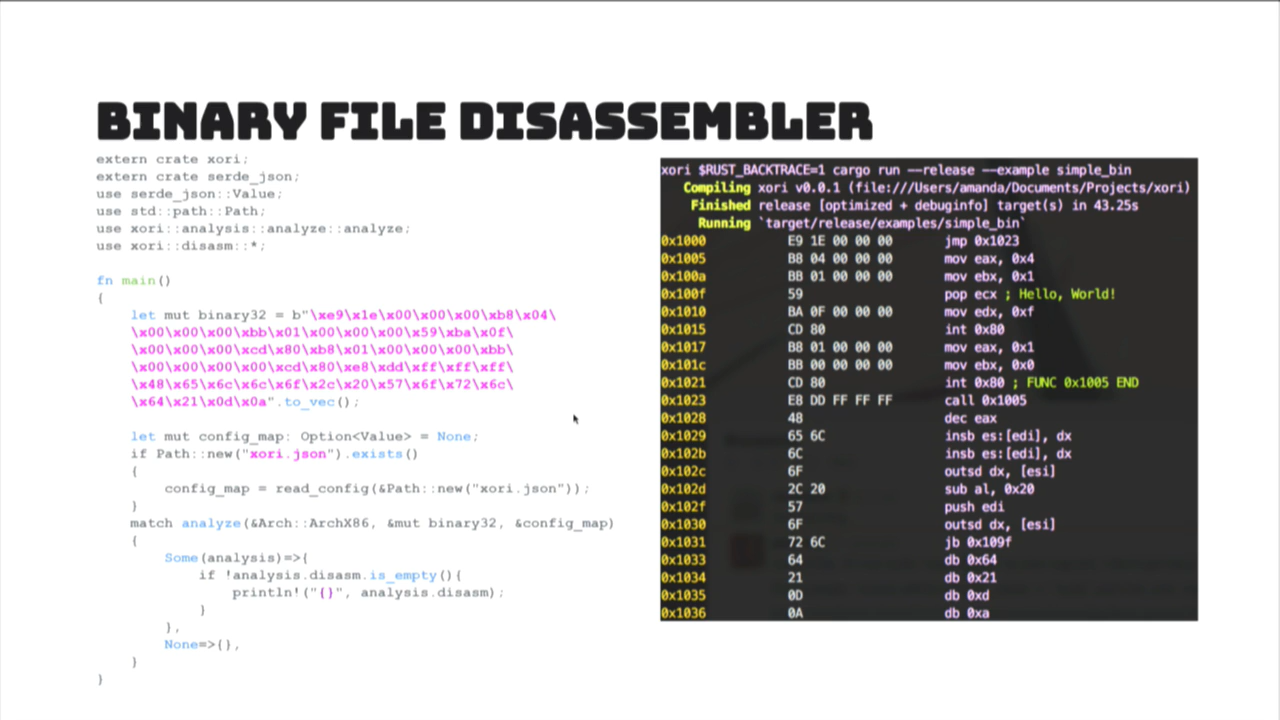 BINARY FILE DISASSEMBLER
extern crate xori;
extern crate serde_json;
use serde_json::Value;
use std::path::Path;
use xori::analysis::analyze::analyze;
use xori::disasm::*;
fn main()
{
let mut binary32 = b"\xe9\x1e\x00\x00\x00\xb8\x04\
\x00\x00\x00\xbb\x01\x00\x00\x00\x59\xba\x0f\
\x00\x00\x00\xcd\x80\xb8\x01\x00\x00\x00\xbb\
\x00\x00\x00\x00\xcd\x80\xe8\xdd\xff\xff\xff\
\x48\x65\x6c\x6c\x6f\x2c\x20\x57\x6f\x72\x6c\
\x64\x21\x0d\x0a".to_vec();
let mut config_map: Option<Value> = None;
if Path::new("xori.json").exists()
{
config_map = read_config(&Path::new("xori.json"));
}
match analyze(&Arch::ArchX86, &mut binary32, &config_map)
{
Some(analysis)=>{
if !analysis.disasm.is_empty(){
println!("{}", analysis.disasm);
}
},
None=>{},
}
}
xori $RUST_BACKTRACE=1 cargo run --release --example simple_bin
Compiling xori v0.0.1 (file:///Users/amanda/Documents/Projects/xori)
Finished release [optimized + debuginfo] target(s) in 43.25s
Running `target/release/examples/simple_bin`
0x1000 E9 1E 00 00 00 jmp 0x1023
0x1005 B8 04 00 00 00 mov eax, 0x4
0x100a BB 01 00 00 00 mov ebx, 0x1
0x100f 59 pop ecx ; Hello, World!
0x1010 BA 0F 00 00 00 mov edx, 0xf
0x1015 CD 80 int 0x80
0x1017 B8 01 00 00 00 mov eax, 0x1
0x101c BB 00 00 00 00 mov ebx, 0x0
0x1021 CD 80 int 0x80 ; FUNC 0x1005 END
0x1023 E8 DD FF FF FF call 0x1005
0x1028 48 dec eax
0x1029 65 6C insb es:[edi], dx
0x102b 6C insb es:[edi], dx
0x102c 6F outsd dx, [esi]
0x102d 2C 20 sub al, 0x20
0x102f 57 push edi
0x1030 6F outsd dx, [esi]
0x1031 72 6C jb 0x109f
0x1033 64 db 0x64
0x1034 21 db 0x21
0x1035 0D db 0xd
0x1036 0A db 0xa